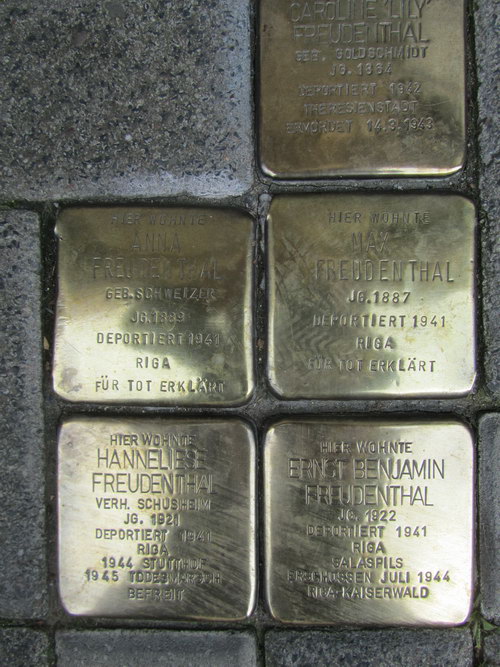 CAROLINE 'LILY'
FREUDENTHAL
GEB. GOLDSCHMIDT
JG. 1864
DEPORTIERT 1942
THERESIENSTADT
ERMORDET 14.3.1943
HIER WOHNTE
ANNA
FREUDENTHAL
GEB. SCHWEIZER
JG. 1889
DEPORTIERT 1941
RIGA
FÜR TOT ERKLÄRT
HIER WOHNTE
MAX
FREUDENTHAL
JG. 1887
DEPORTIERT 1941
RIGA
FÜR TOT ERKLÄRT
HIER WOHNTE
HANNELIESE
FREUDENTHAL
VERH. SCHÜSHEIM
JG. 1921
DEPORTIERT 1941
RIGA
1944 STUTTHOF
1945 TODESMARSCH
BEFREIT
HIER WOHNTE
ERNST BENJAMIN
FREUDENTHAL
JG. 1922
DEPORTIERT 1941
RIGA
SALASPILS
ERSCHOSSEN JULI 1944
RIGA-KAISERWALD